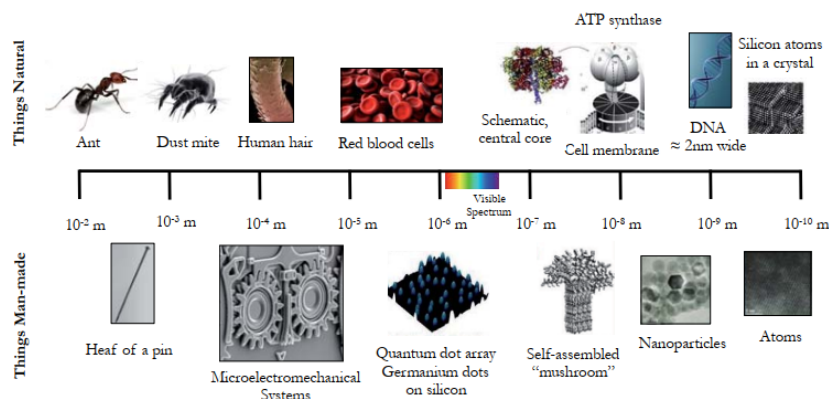 Things Natural
ATP synthase
Silicon atoms
in a crystal
Ant
Dust mite
Human hair
Red blood cells
Schematic,
central core
Cell membrane
DNA
≈ 2nm wide
Visible
Spectrum
10-2 m
10-3 m
10-4 m
10-5 m
10-6 m
10-7 m
10-8 m
10-9 m
10-10 m
Things Man-made
Heaf of a pin
Microelectromechanical
Systems
Quantum dot array
Germanium dots
on silicon
Self-assembled
“mushroom”
Nanoparticles
Atoms